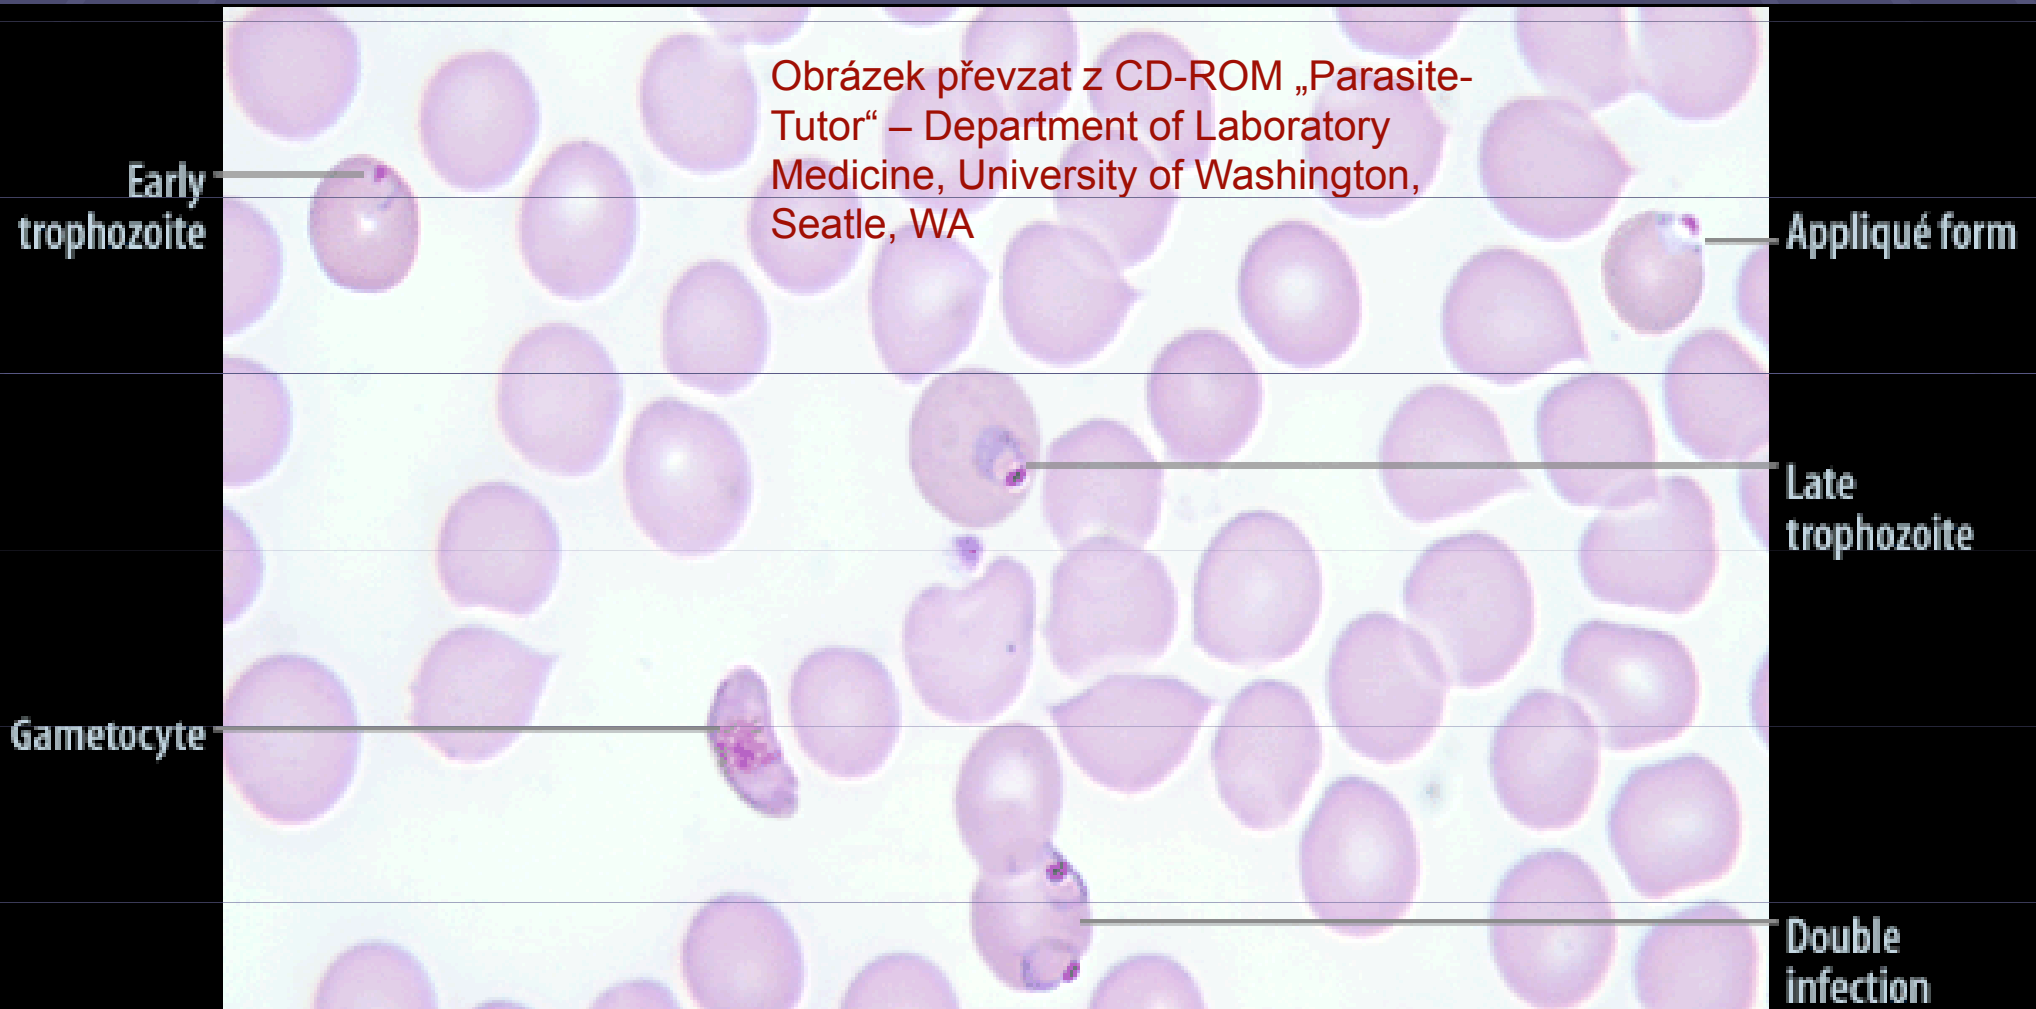 Obrázek převzat z CD-ROM „Parasite-
Tutor“ – Department of Laboratory
Medicine, University of Washington,
Seatle, WA
Early
trophozoite
Appliqué form
Late
trophozoite
Gametocyte
Double
infection